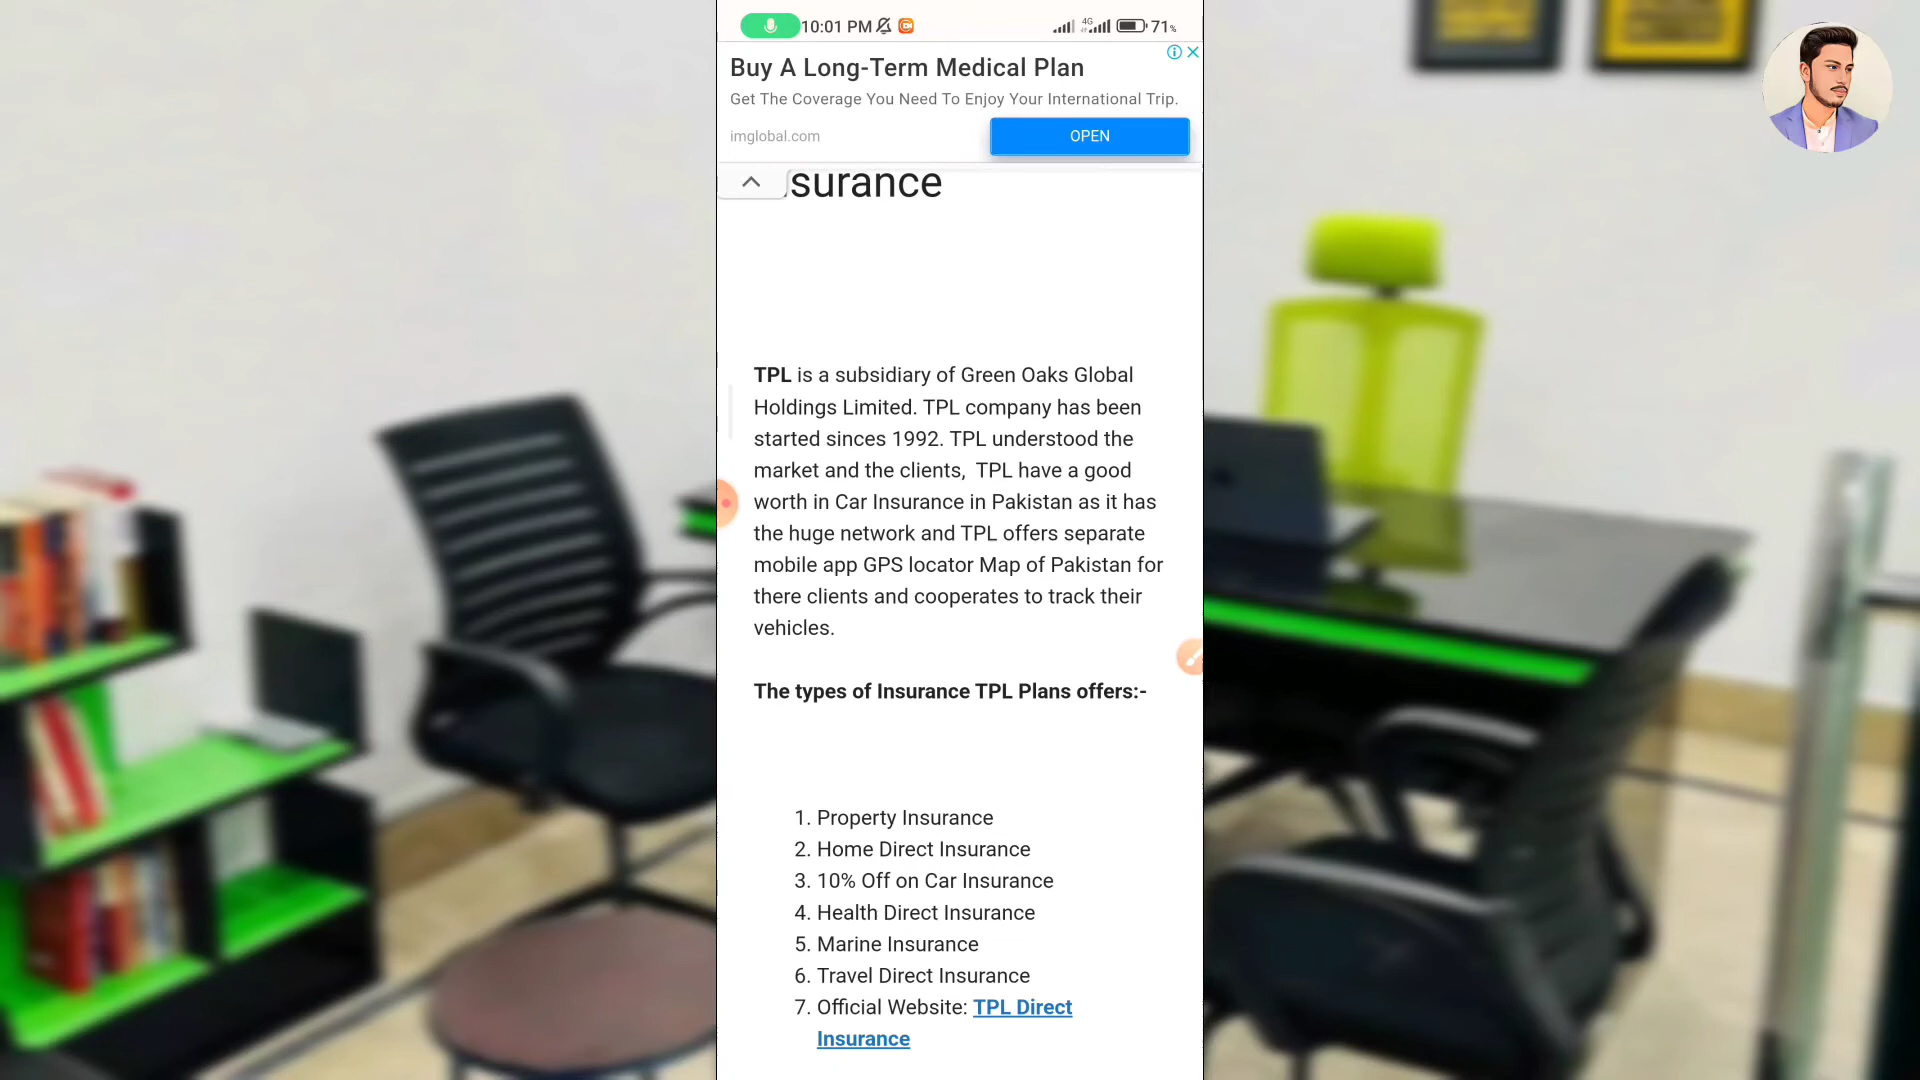 10:01 PM
4G
71%
Buy A Long-Term Medical Plan
Get The Coverage You Need To Enjoy Your International Trip.
imglobal.com
OPEN
surance
TPL is a subsidiary of Green Oaks Global
Holdings Limited. TPL company has been
started sinces 1992. TPL understood the
market and the clients,  TPL have a good
worth in Car Insurance in Pakistan as it has
the huge network and TPL offers separate
mobile app GPS locator Map of Pakistan for
there clients and cooperates to track their
vehicles.
The types of Insurance TPL Plans offers:-
1. Property Insurance
2. Home Direct Insurance
3. 10% Off on Car Insurance
4. Health Direct Insurance
5. Marine Insurance
6. Travel Direct Insurance
7. Official Website: TPL Direct
Insurance